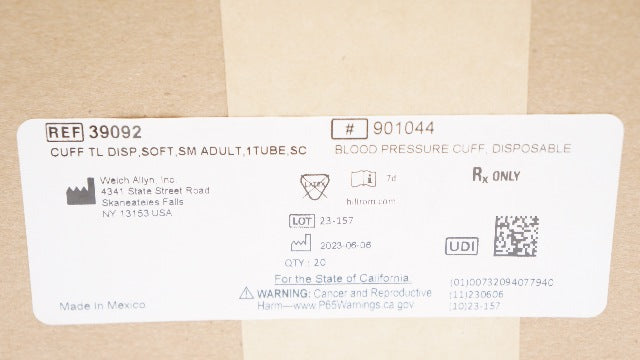 REF 39092
# 901044
CUFF TL DISP,SOFT,SM ADULT,1TUBE,SC
BLOOD PRESSURE CUFF, DISPOSABLE
Welch Allyn, Inc.
4341 State Street Road
Skaneateles Falls
NY 13153 USA
LATEX
7d
Rx ONLY
hillrom.com
LOT 23-157
2023-06-06
QTY : 20
UDI
For the State of California
WARNING: Cancer and Reproductive
Harm—www.P65Warnings.ca.gov
(01)00732094077940
(11)230606
(10)23-157
Made in Mexico